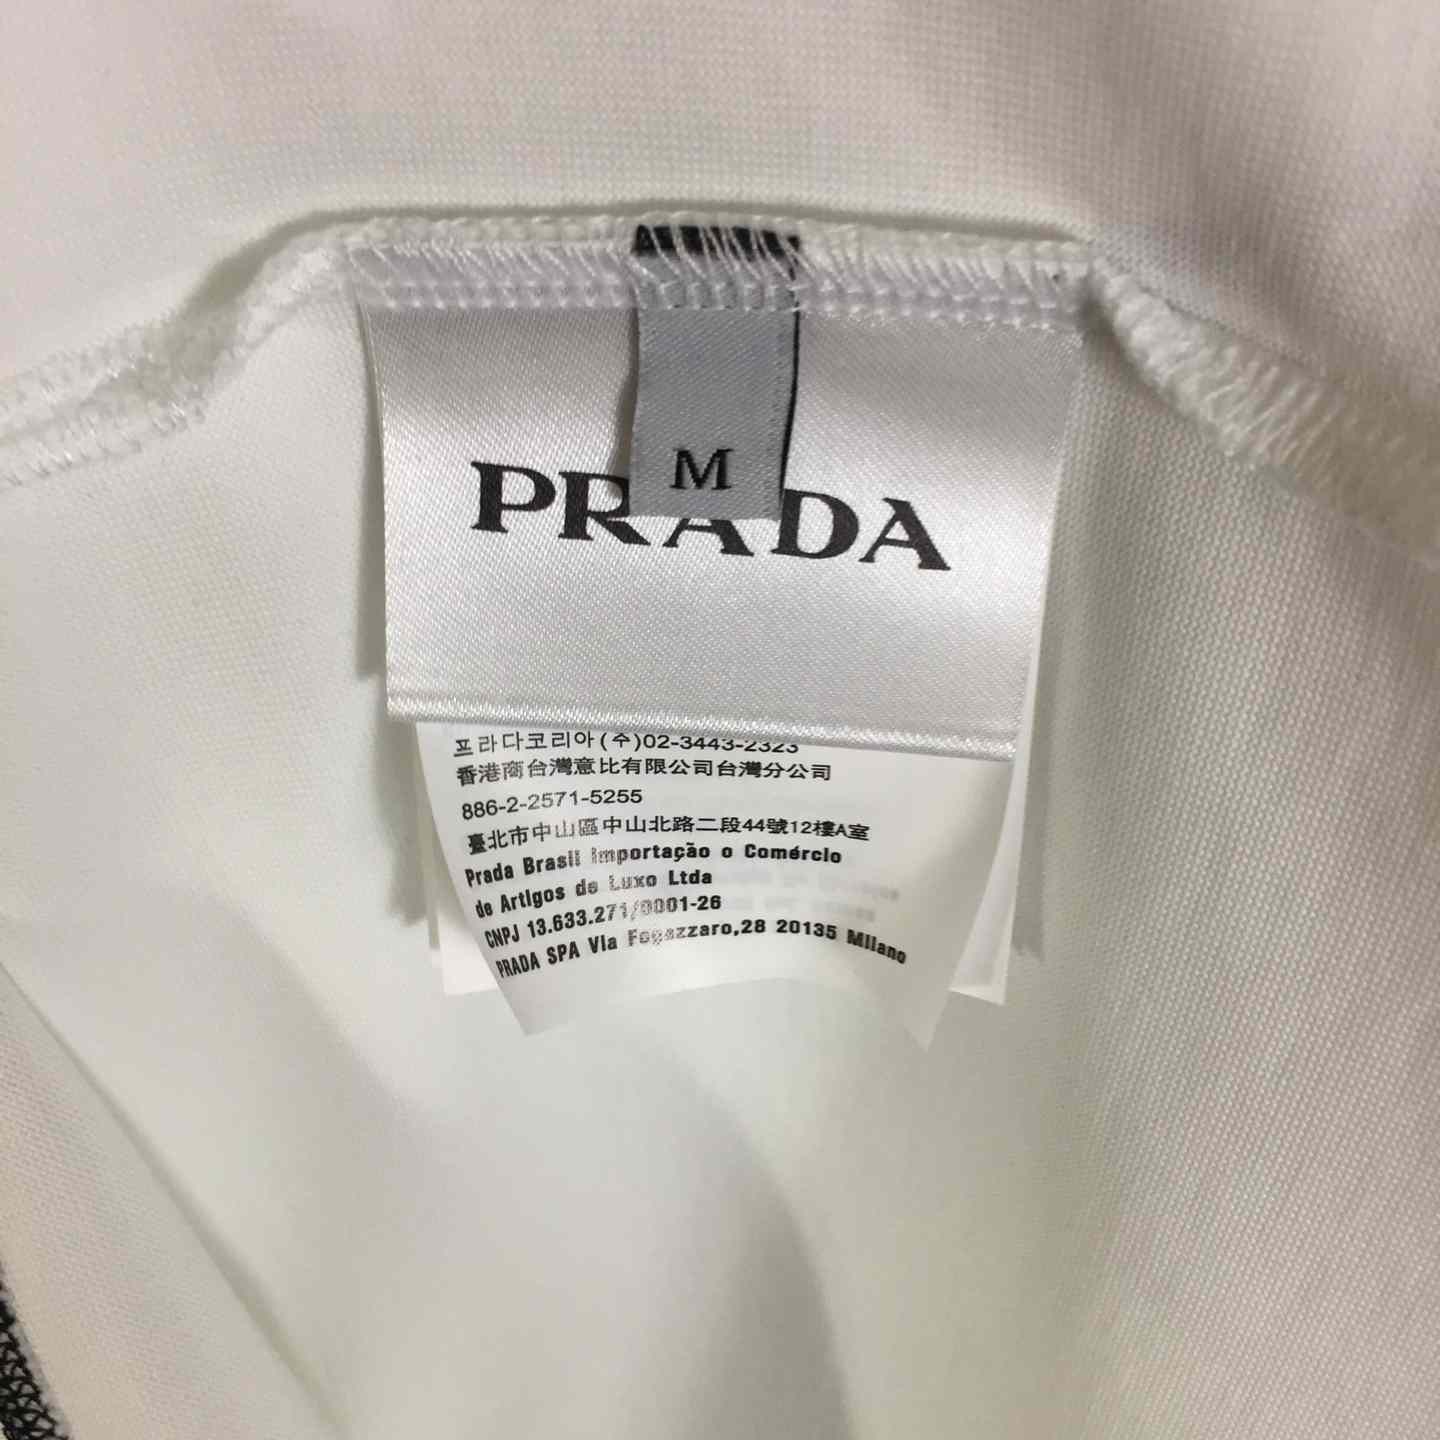 M
PRADA
프라다코리아(주)02-3443-2323
香港商台灣意比有限公司台灣分公司
886-2-2571-5255
臺北市中山區中山北路二段44號12樓A室
Prada Brasil Importação o Comércio
de Artigos de Luxo Ltda
CNPJ 13.633.271/0001-26
PRADA SPA Via Fogazzaro,28 20135 Milano